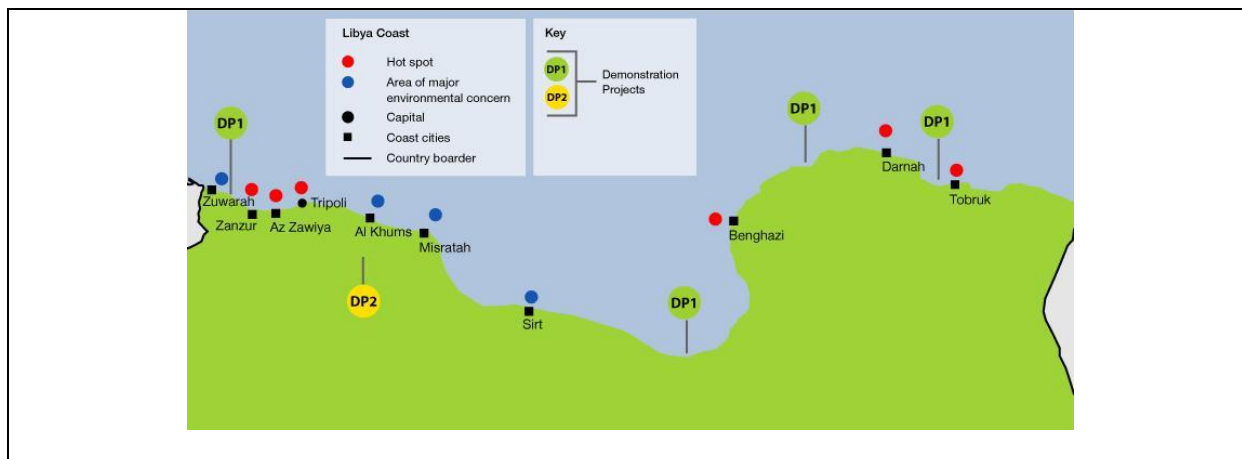 Libya Coast
Hot spot
Area of major
environmental concern
Capital
Coast cities
Country boarder
Key
DP1
DP2
Demonstration
Projects
DP1
DP1
DP1
Darnah
Tobruk
Zuwarah
Zanzur
Az Zawiya
Tripoli
Al Khums
Misratah
Benghazi
DP2
DP1
Sirt